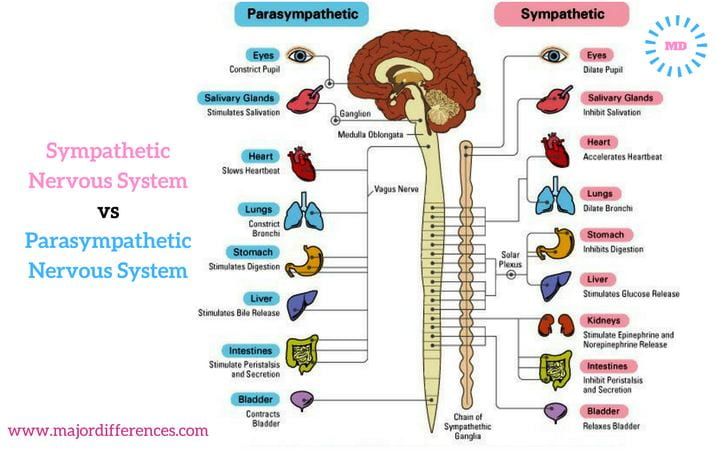 Sympathetic
Nervous System
vs
Parasympathetic
Nervous System
www.majordifferences.com
Parasympathetic
Eyes
Constrict Pupil
Salivary Glands
Stimulates Salivation
Heart
Slows Heartbeat
Lungs
Constrict
Bronchi
Stomach
Stimulates Digestion
Liver
Stimulates Bile Release
Intestines
Stimulate Peristalsis
and Secretion
Bladder
Contracts
Bladder
Ganglion
Medulla Oblongata
Vagus Nerve
Solar
Plexus
Chain of
Sympathethic
Ganglia
Sympathetic
Eyes
Dilate Pupil
Salivary Glands
Inhibit Salivation
Heart
Accelerates Heartbeat
Lungs
Dilate Bronchi
Stomach
Inhibits Digestion
Liver
Stimulates Glucose Release
Kidneys
Stimulate Epinephrine and
Norepinephrine Release
Intestines
Inhibit Peristalsis
and Secretion
Bladder
Relaxes Bladder
MD